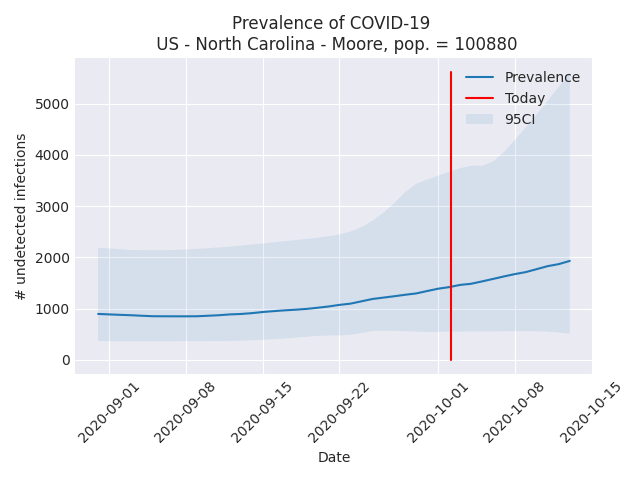 Prevalence of COVID-19
US - North Carolina - Moore, pop. = 100880
Prevalence
Today
95CI
# undetected infections
5000
4000
3000
2000
1000
0
2020-09-01
2020-09-08
2020-09-15
2020-09-22
2020-10-01
2020-10-08
2020-10-15
Date